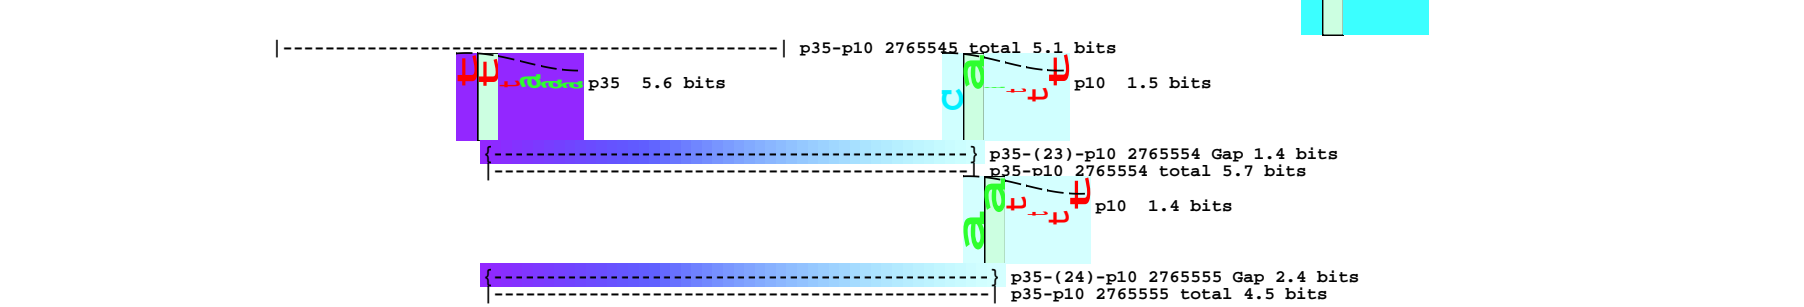 |-----------------------------------------------| p35-p10 2765545 total 5.1 bits
t t p35 5.6 bits
c a t t p10 1.5 bits
{---------------------------------------------} p35-(23)-p10 2765554 Gap 1.4 bits
|---------------------------------------------| p35-p10 2765554 total 5.7 bits
a a t t t p10 1.4 bits
{-----------------------------------------------} p35-(24)-p10 2765555 Gap 2.4 bits
|-----------------------------------------------| p35-p10 2765555 total 4.5 bits